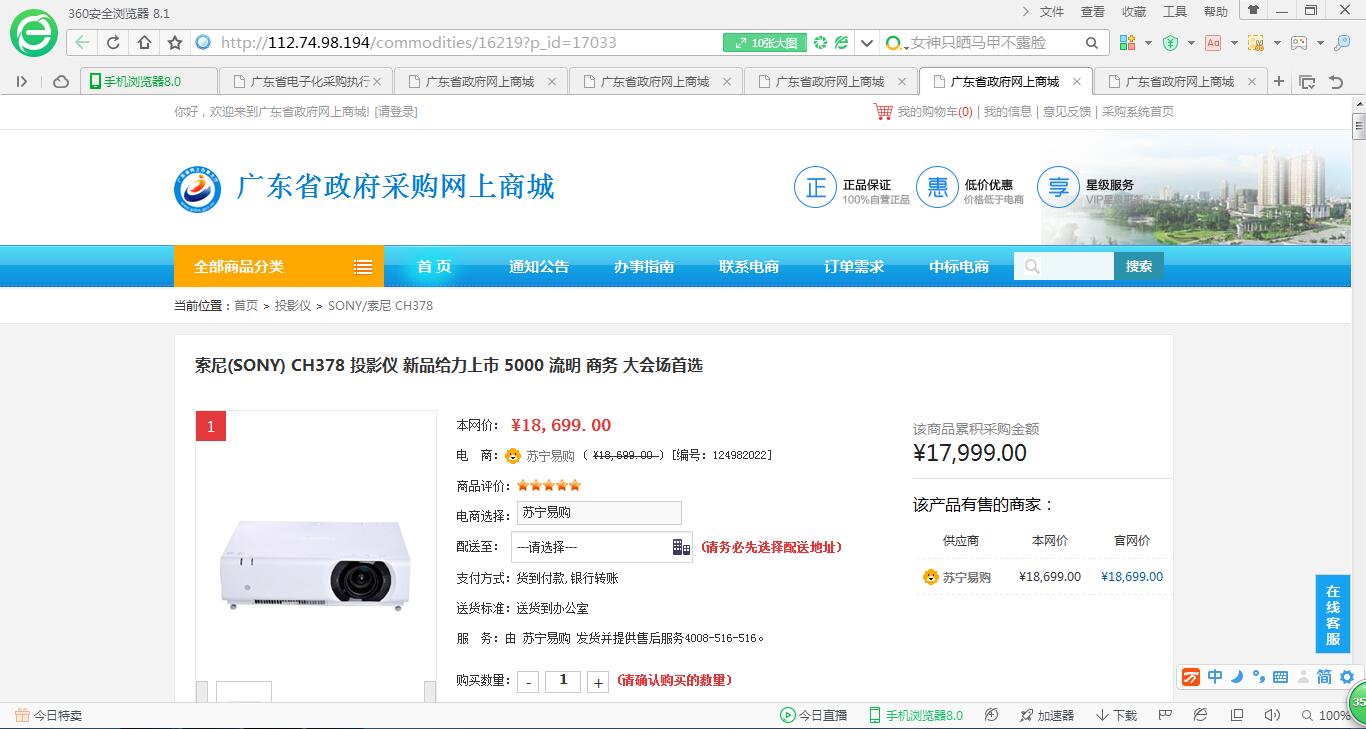 360安全浏览器 8.1
文件 查看 收藏 工具 帮助
http://112.74.98.194/commodities/16219?p_id=17033
10张大图
女神只晒马甲不露脸
手机浏览器8.0
广东省电子化采购执行
广东省政府网上商城
广东省政府网上商城
广东省政府网上商城
广东省政府网上商城
广东省政府网上商城
你好，欢迎来到广东省政府网上商城! [请登录]
我的购物车(0) | 我的信息 | 意见反馈 | 采购系统首页
广东省政府采购网上商城
正 正品保证
100%自营正品
惠 低价优惠
价格低于电商
享 星级服务
VIP星级服务
全部商品分类
首 页 通知公告 办事指南 联系电商 订单需求 中标电商
搜索
当前位置：首页 > 投影仪 > SONY/索尼 CH378
索尼(SONY) CH378 投影仪 新品给力上市 5000 流明 商务 大会场首选
1
本网价： ¥18,699.00
电 商： 苏宁易购 （ ¥18,699.00 ）[编号：124982022]
商品评价：
电商选择： 苏宁易购
配送至： ---请选择--- (请务必先选择配送地址)
支付方式：货到付款,银行转账
送货标准：送货到办公室
服 务：由 苏宁易购 发货并提供售后服务4008-516-516。
购买数量： - 1 + (请确认购买的数量)
该商品累积采购金额
¥17,999.00
该产品有售的商家：
供应商 本网价 官网价
苏宁易购 ¥18,699.00 ¥18,699.00
在线客服
中 简
35
今日特卖
今日直播 手机浏览器8.0 加速器 下载 100%